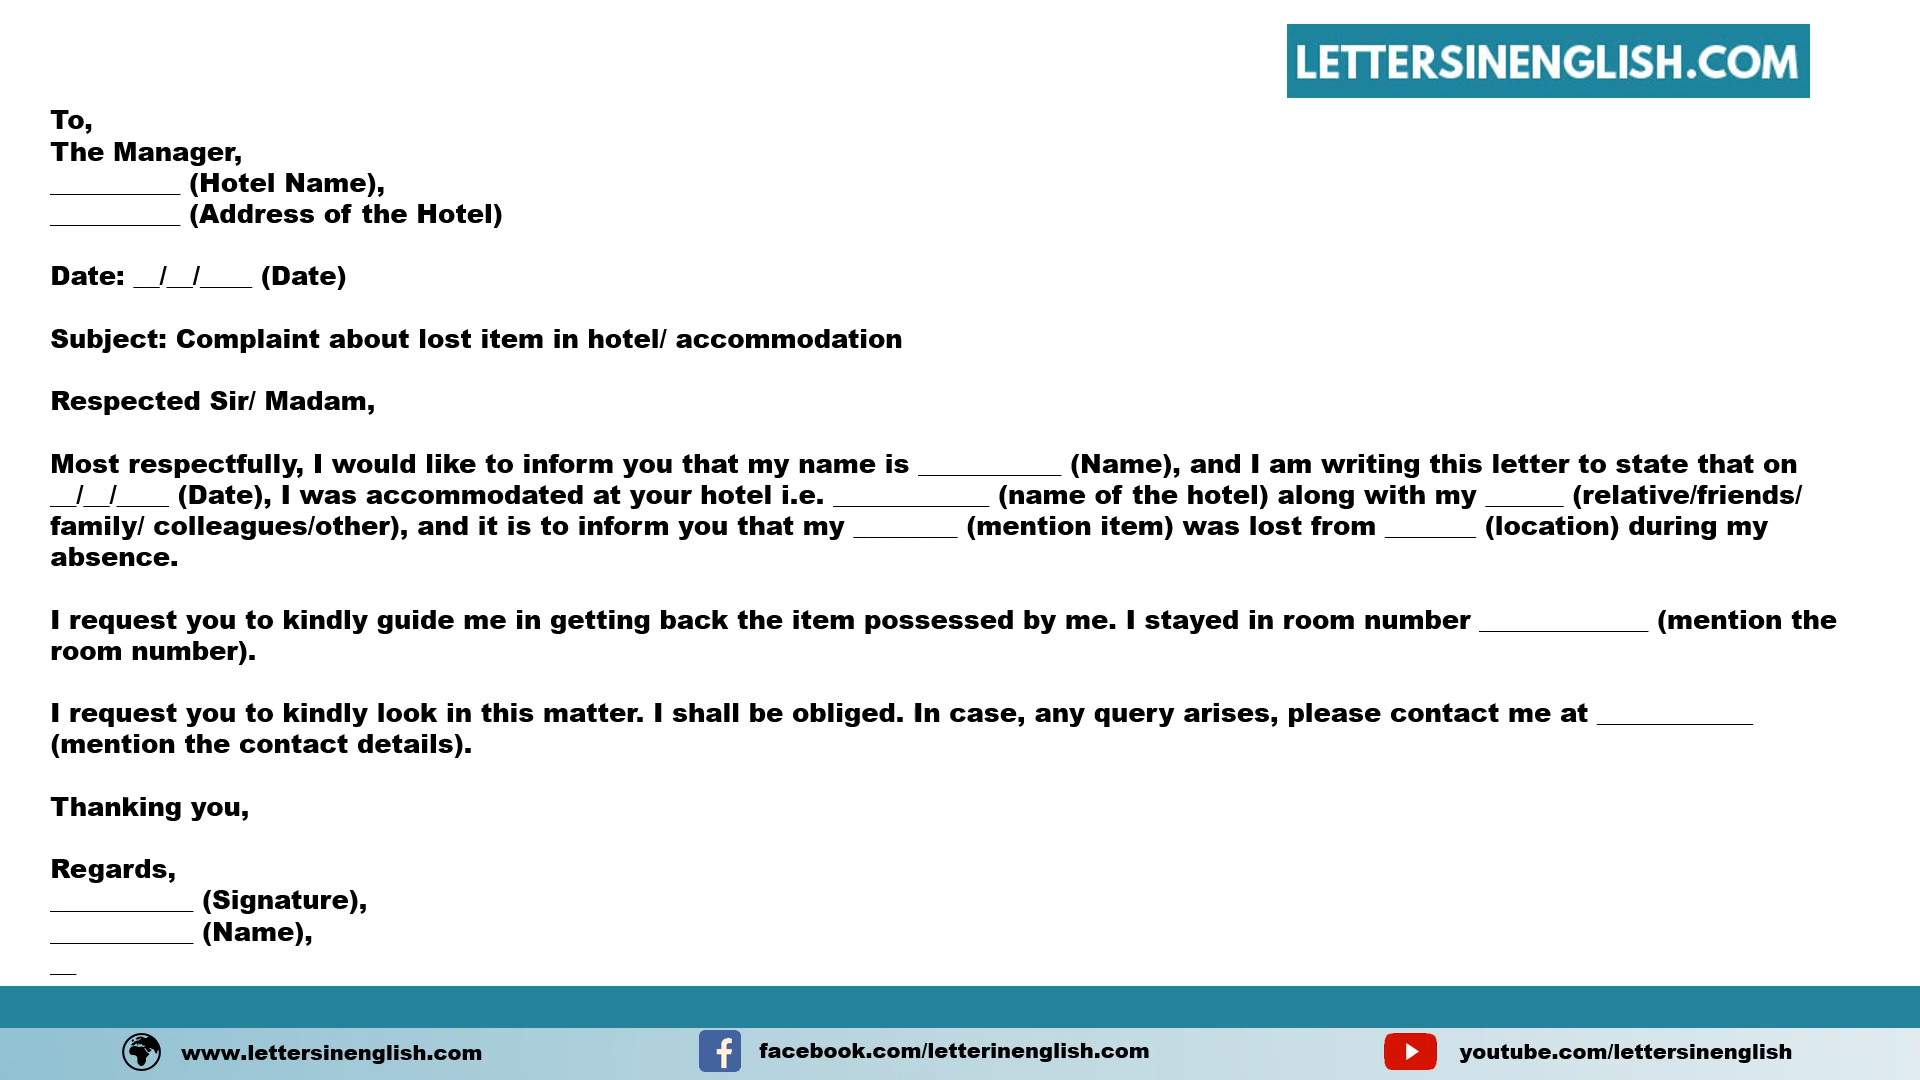 LETTERSINENGLISH.COM
To,
The Manager,
__________ (Hotel Name),
__________ (Address of the Hotel)
Date: __/__/____ (Date)
Subject: Complaint about lost item in hotel/ accommodation
Respected Sir/ Madam,
Most respectfully, I would like to inform you that my name is ___________ (Name), and I am writing this letter to state that on
__/__/____ (Date), I was accommodated at your hotel i.e. ____________ (name of the hotel) along with my ______ (relative/friends/
family/ colleagues/other), and it is to inform you that my ________ (mention item) was lost from _______ (location) during my
absence.
I request you to kindly guide me in getting back the item possessed by me. I stayed in room number _____________ (mention the
room number).
I request you to kindly look in this matter. I shall be obliged. In case, any query arises, please contact me at ____________
(mention the contact details).
Thanking you,
Regards,
___________ (Signature),
___________ (Name),
__
www.lettersinenglish.com
facebook.com/letterinenglish.com
youtube.com/lettersinenglish